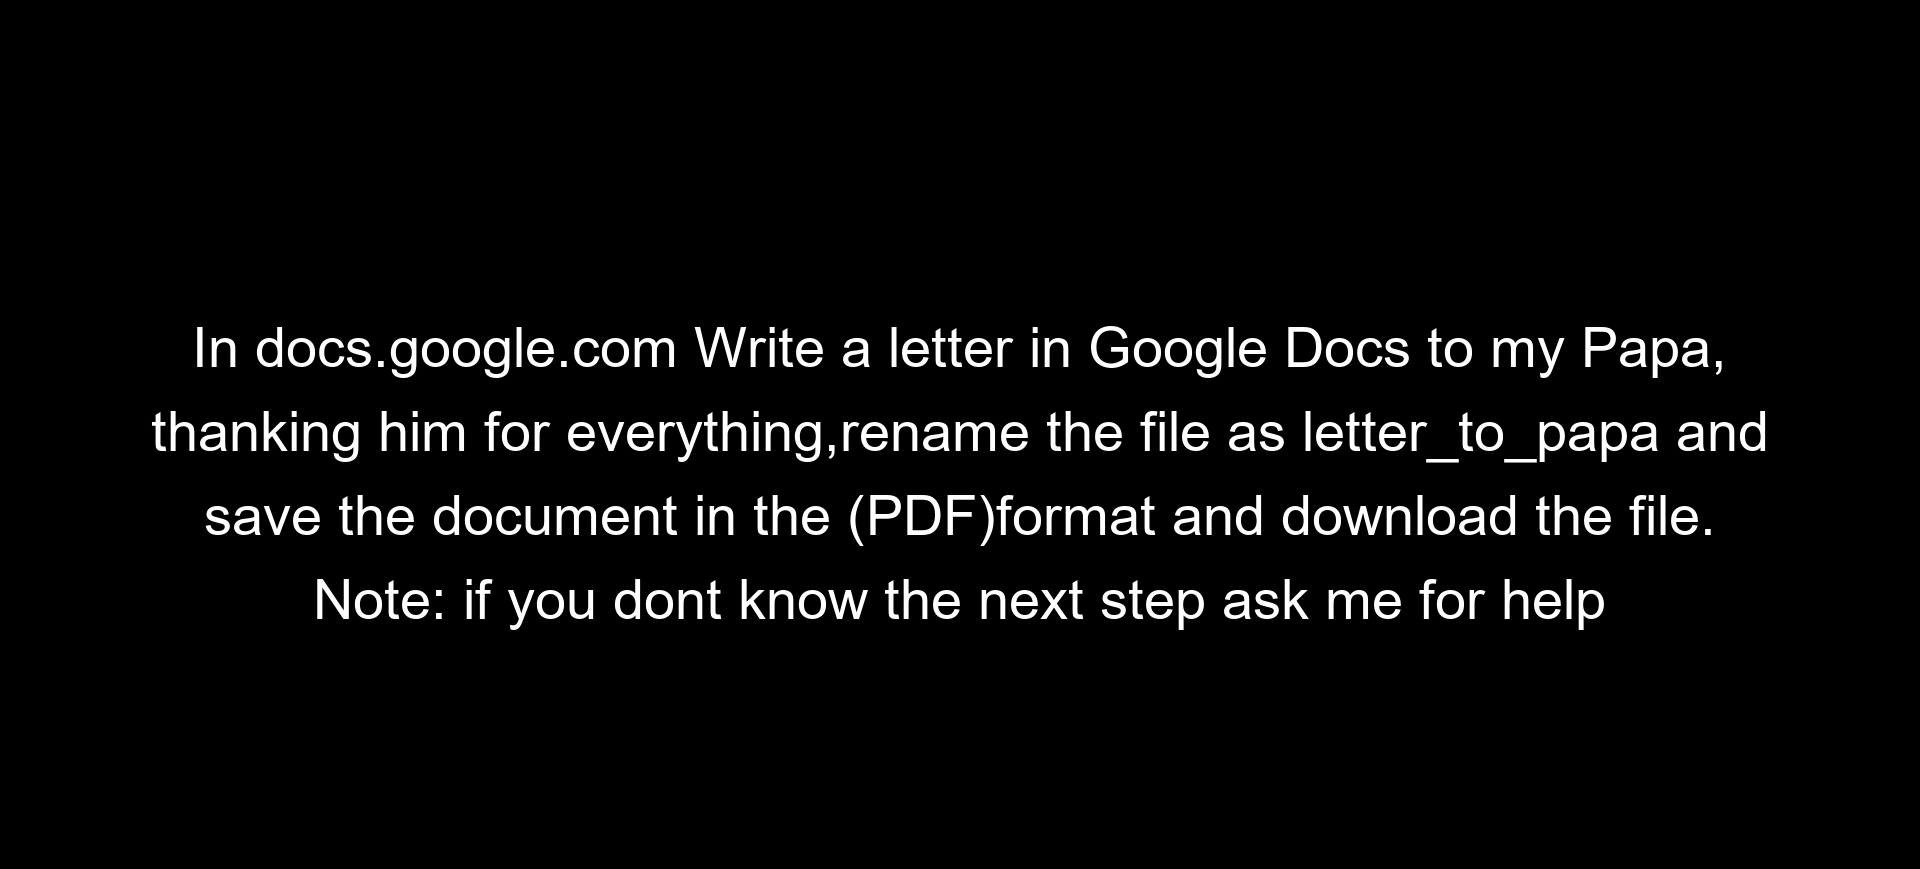 In docs.google.com Write a letter in Google Docs to my Papa,
thanking him for everything,rename the file as letter_to_papa and
save the document in the (PDF)format and download the file.
Note: if you dont know the next step ask me for help